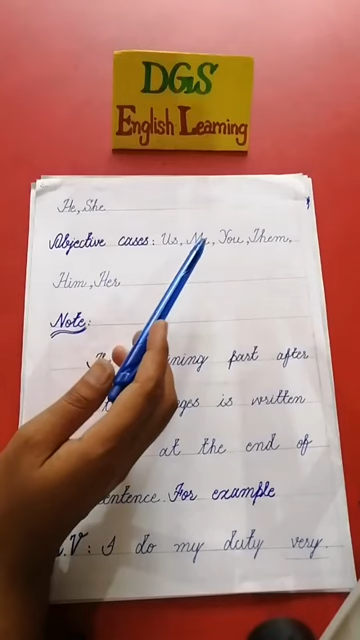 DGS
English Learning
He, She
Objective cases: Us, Me, You, Them,
Him, Her
Note:
part after
is written
at the end of
For example
I do my duty very